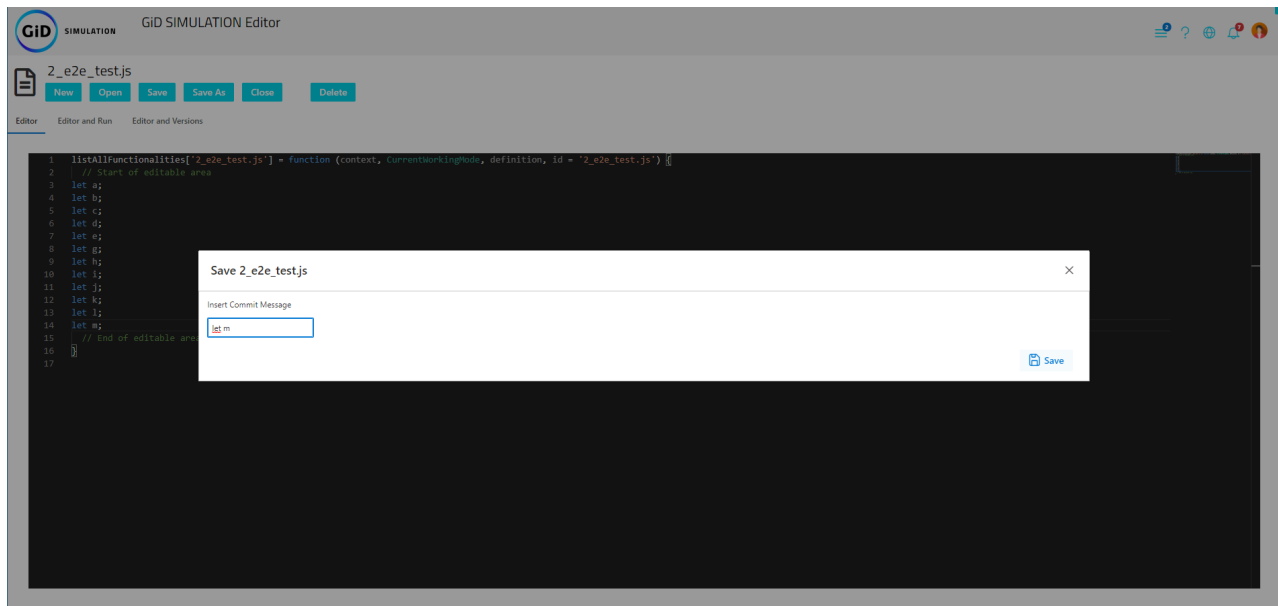 GiD SIMULATION GiD SIMULATION Editor
2_e2e_test.js
New Open Save Save As Close Delete
Editor Editor and Run Editor and Versions
1 listAllFunctionalities['2_e2e_test.js'] = function (context, CurrentWorkingMode, definition, id = '2_e2e_test.js') {
2 // Start of editable area
3 let a;
4 let b;
5 let c;
6 let d;
7 let e;
8 let g;
9 let h;
10 let i;
11 let j;
12 let k;
13 let l;
14 let m;
15 // End of editable are
16 }
17
Save 2_e2e_test.js
Insert Commit Message
let m
Save